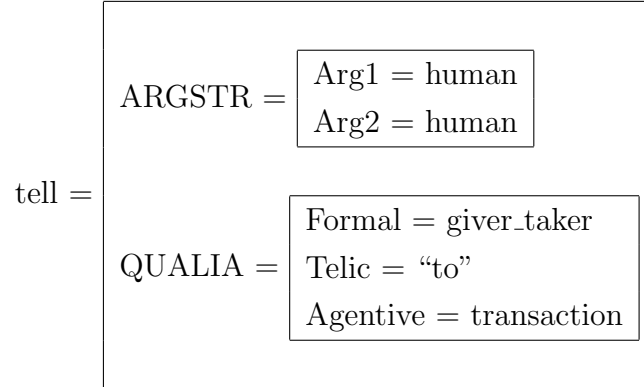 ARGSTR = Arg1 = human
Arg2 = human
tell =
QUALIA = Formal = giver_taker
Telic = “to”
Agentive = transaction